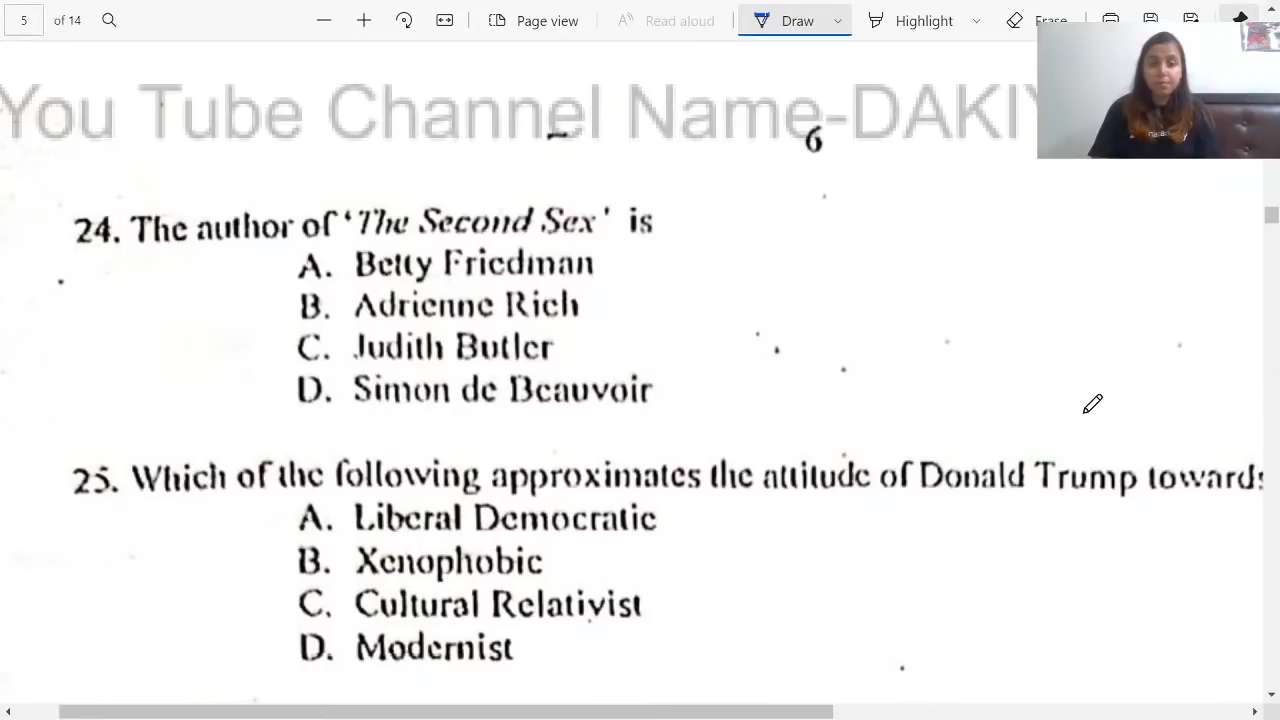 5 of 14 Page view Read aloud Draw Highlight Erase
You Tube Channel Name-DAKIY
6
24. The author of ‘The Second Sex’ is
A. Betty Friedman
B. Adrienne Rich
C. Judith Butler
D. Simon de Beauvoir
25. Which of the following approximates the attitude of Donald Trump towards
A. Liberal Democratic
B. Xenophobic
C. Cultural Relativist
D. Modernist